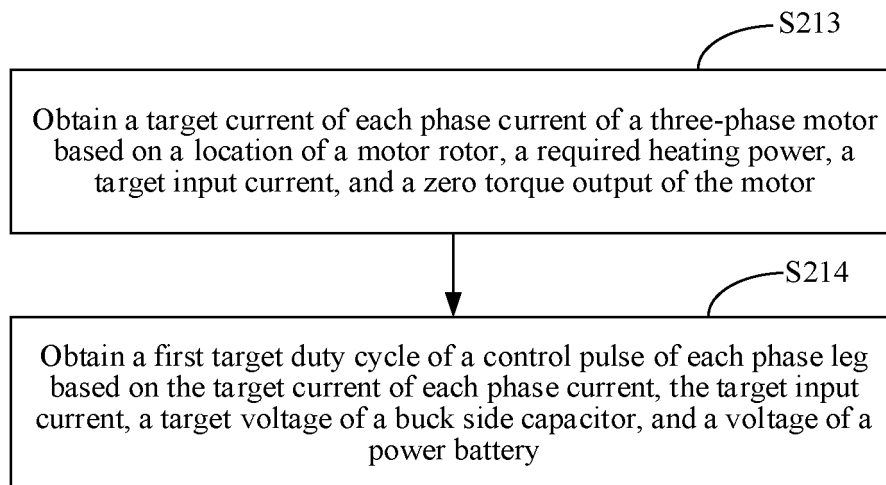 S213
Obtain a target current of each phase current of a three-phase motor
based on a location of a motor rotor, a required heating power, a
target input current, and a zero torque output of the motor
S214
Obtain a first target duty cycle of a control pulse of each phase leg
based on the target current of each phase current, the target input
current, a target voltage of a buck side capacitor, and a voltage of a
power battery